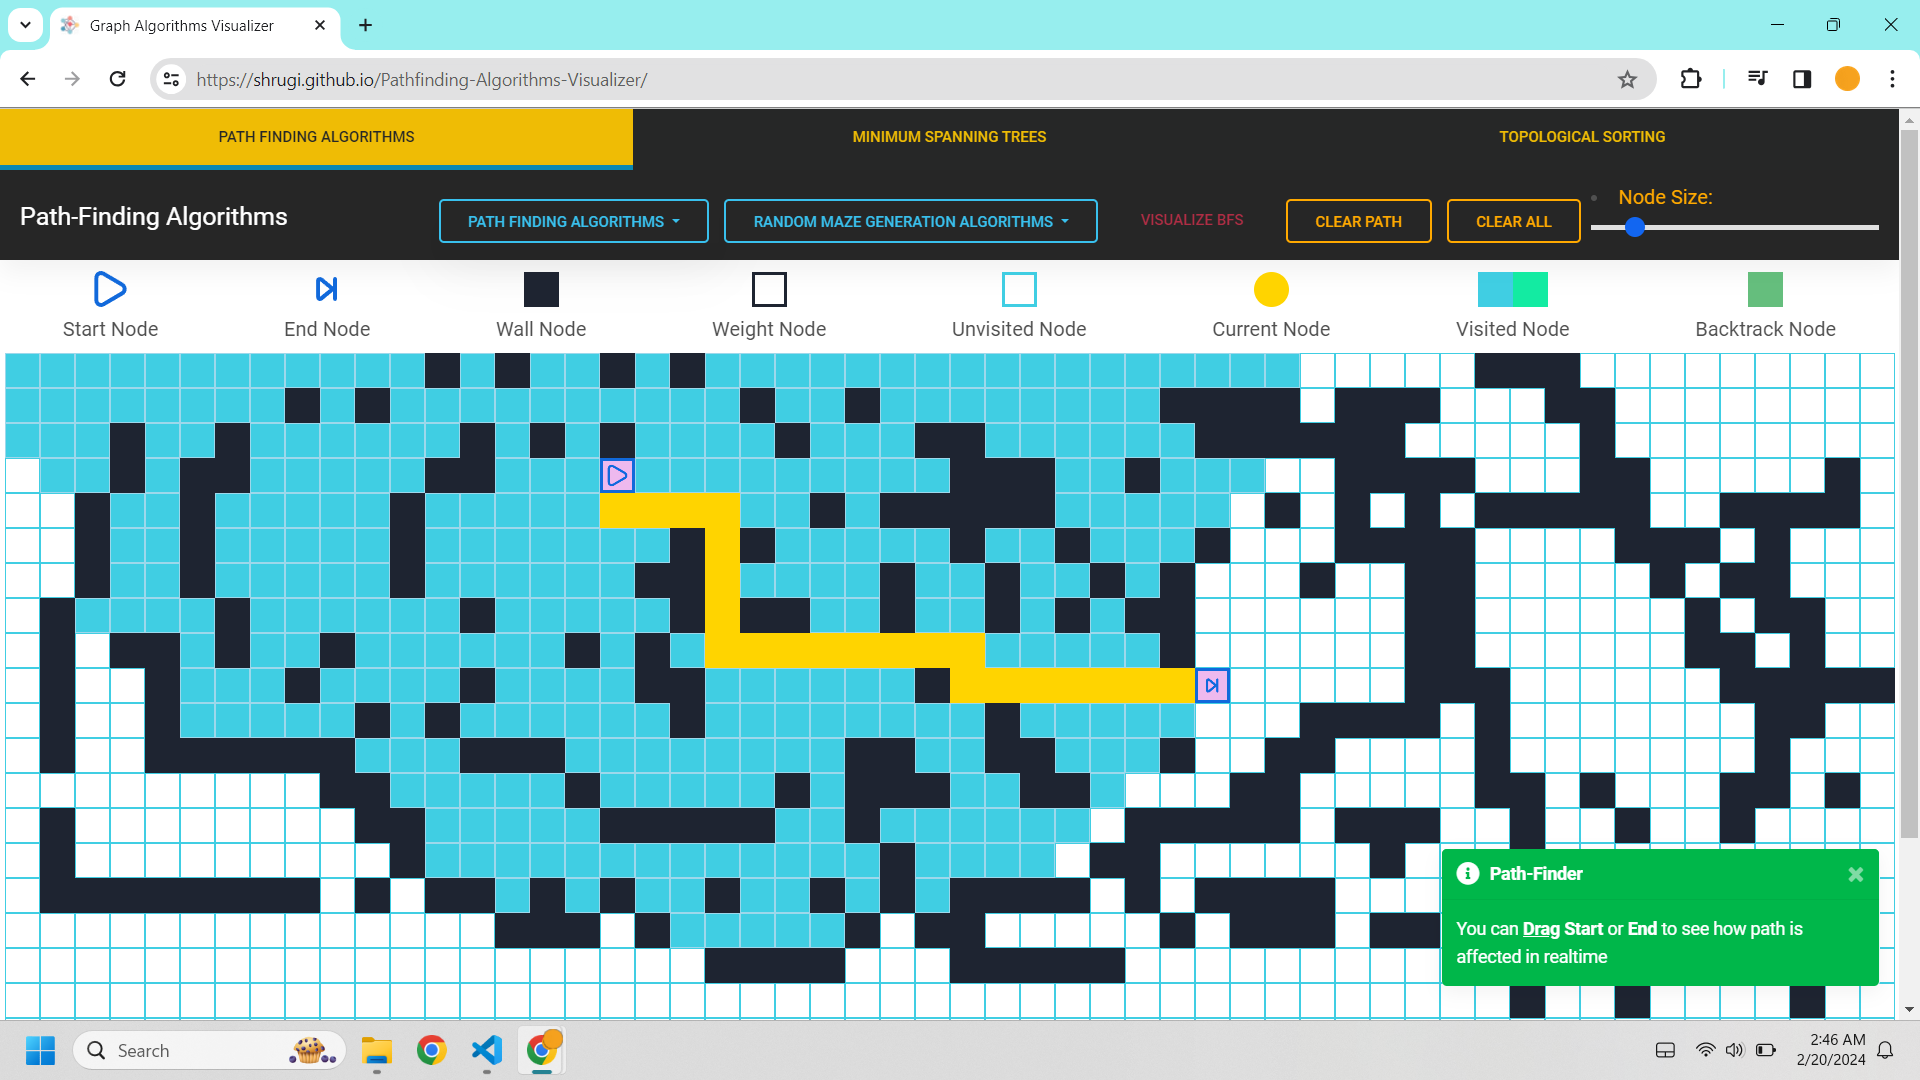 Graph Algorithms Visualizer
https://shrugi.github.io/Pathfinding-Algorithms-Visualizer/
PATH FINDING ALGORITHMS
MINIMUM SPANNING TREES
TOPOLOGICAL SORTING
Path-Finding Algorithms
PATH FINDING ALGORITHMS
RANDOM MAZE GENERATION ALGORITHMS
VISUALIZE BFS
CLEAR PATH
CLEAR ALL
Node Size:
Start Node
End Node
Wall Node
Weight Node
Unvisited Node
Current Node
Visited Node
Backtrack Node
Path-Finder
You can Drag Start or End to see how path is
affected in realtime
Search
2:46 AM
2/20/2024